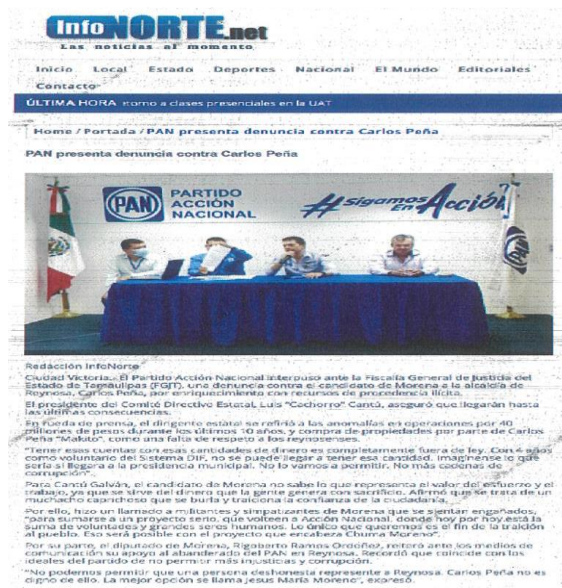 InfoNORTE.net
Las noticias al momento
Inicio Local Estado Deportes Nacional El Mundo Editoriales
Contacto
ÚLTIMA HORA etorno a clases presenciales en la UAT
Home / Portada / PAN presenta denuncia contra Carlos Peña
PAN presenta denuncia contra Carlos Peña
PAN
PARTIDO
ACCIÓN
NACIONAL
#Sigamos
En Acción
PAN
Redacción InfoNorte
Ciudad Victoria.- El Partido Acción Nacional interpuso ante la Fiscalía General de Justicia del
Estado de Tamaulipas (FGJT), una denuncia contra el candidato de Morena a la alcaldía de
Reynosa, Carlos Peña, por enriquecimiento con recursos de procedencia ilícita.
El presidente del Comité Directivo Estatal, Luis "Cachorro" Cantú, aseguró que llegarán hasta
las últimas consecuencias.
En rueda de prensa, el dirigente estatal se refirió a las anomalías en operaciones por 40
millones de pesos durante los últimos 10 años, y compra de propiedades por parte de Carlos
Peña "Makito", como una falta de respeto a los reynosenses.
"Tener esas cuentas con esas cantidades de dinero es completamente fuera de ley. Con 4 años
como voluntario del Sistema DIF, no se puede llegar a tener esa cantidad. Imagínense lo que
sería si llegara a la presidencia municipal. No lo vamos a permitir. No más cadenas de
corrupción".
Para Cantú Galván, el candidato de Morena no sabe lo que representa el valor del esfuerzo y el
trabajo, ya que se sirve del dinero que la gente genera con sacrificio. Afirmó que se trata de un
muchacho caprichoso que se burla y traiciona la confianza de la ciudadanía.
Por ello, hizo un llamado a militantes y simpatizantes de Morena que se sientan engañados,
"para sumarse a un proyecto serio, que volteen a Acción Nacional, donde hoy por hoy está la
suma de voluntades y grandes seres humanos. Lo único que queremos es el fin de la traición
al pueblo. Eso será posible con el proyecto que encabeza Chuma Moreno".
Por su parte, el diputado de Morena, Rigoberto Ramos Ordoñez, reiteró ante los medios de
comunicación su apoyo al abanderado del PAN en Reynosa. Recordó que coincide con los
ideales del partido de no permitir más injusticias y corrupción.
"No podemos permitir que una persona deshonesta represente a Reynosa. Carlos Peña no es
digno de ello. La mejor opción se llama Jesús María Moreno", expresó.